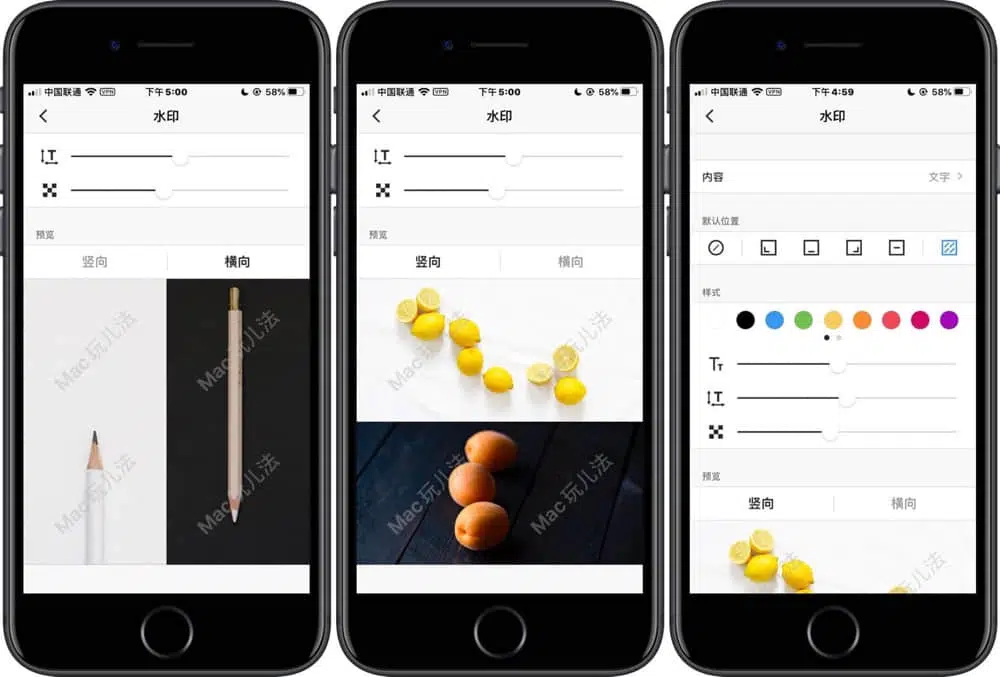 中国联通 VPN 下午5:00 58%
水印
预览
竖向 横向
Mac玩儿法 Mac玩儿法
Mac玩儿法 Mac玩儿法
中国联通 VPN 下午5:00 58%
水印
预览
竖向 横向
Mac玩儿法 Mac玩儿法
Mac玩儿法 Mac玩儿法
中国联通 VPN 下午4:59 58%
水印
内容 文字
默认位置
样式
Tт
T
预览
竖向 横向
玩儿法